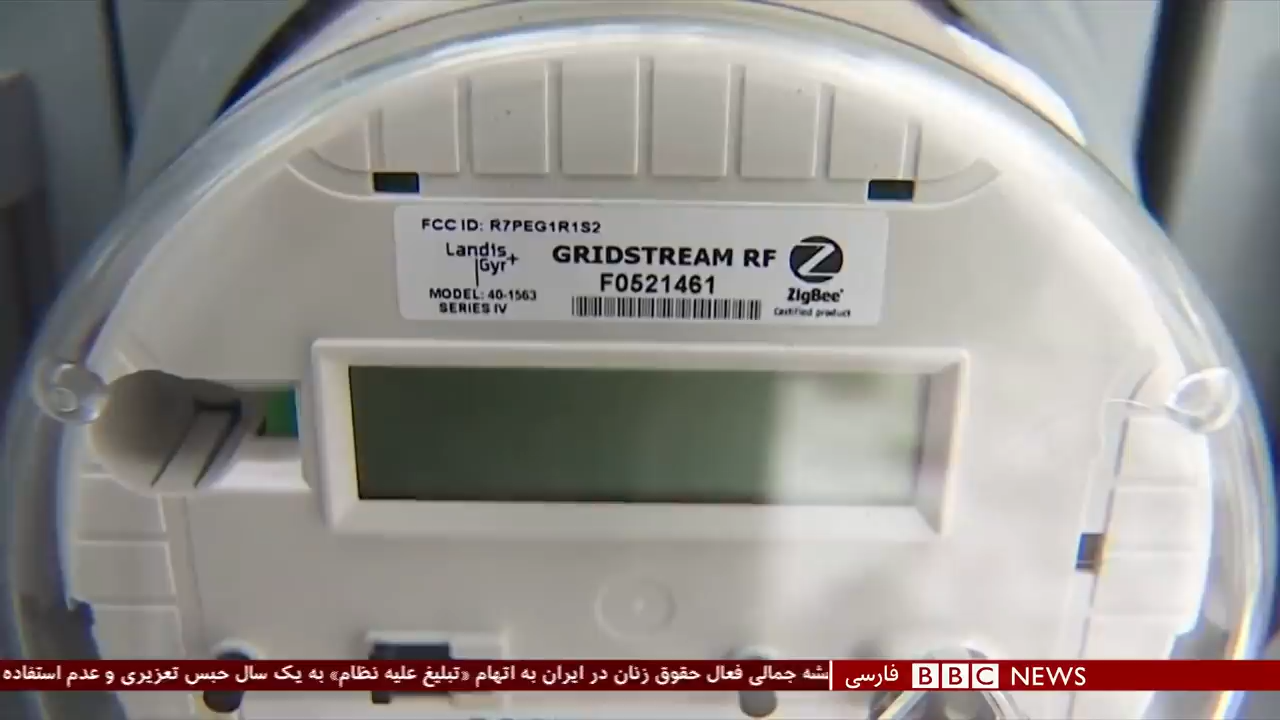 FCC ID: R7PEG1R1S2
Landis
Gyr+
GRIDSTREAM RF
F0521461
MODEL: 40-1563
SERIES IV
ZigBee
Certified product
شه جمالی فعال حقوق زنان در ایران به اتهام «تبلیغ علیه نظام» به یک سال حبس تعزیری و عدم استفاده
فارسی BBC NEWS